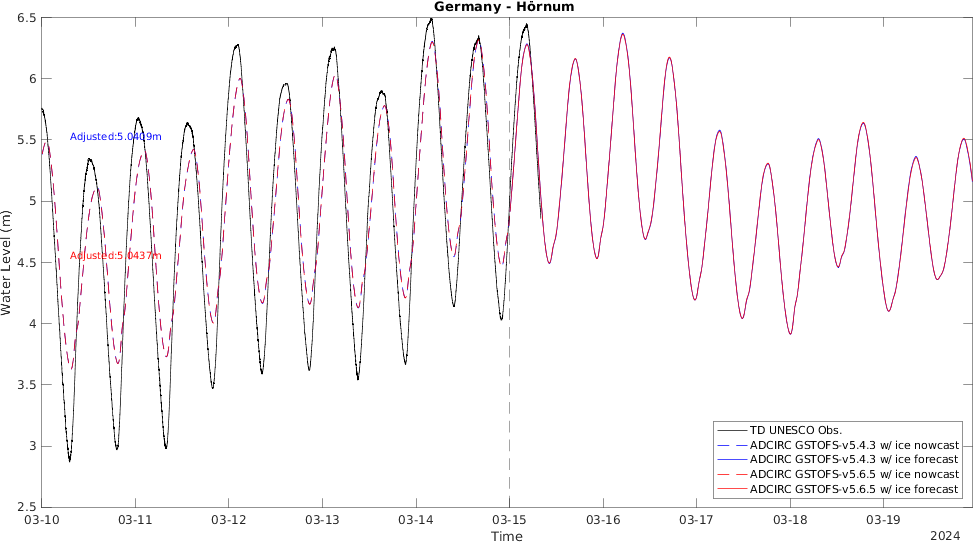 Germany - Hörnum
6.5
6
5.5
5
4.5
4
3.5
3
2.5
Water Level (m)
Adjusted:5.0409m
Adjusted:5.0437m
TD UNESCO Obs.
ADCIRC GSTOFS-v5.4.3 w/ ice nowcast
ADCIRC GSTOFS-v5.4.3 w/ ice forecast
ADCIRC GSTOFS-v5.6.5 w/ ice nowcast
ADCIRC GSTOFS-v5.6.5 w/ ice forecast
03-10 03-11 03-12 03-13 03-14 03-15 03-16 03-17 03-18 03-19
Time
2024